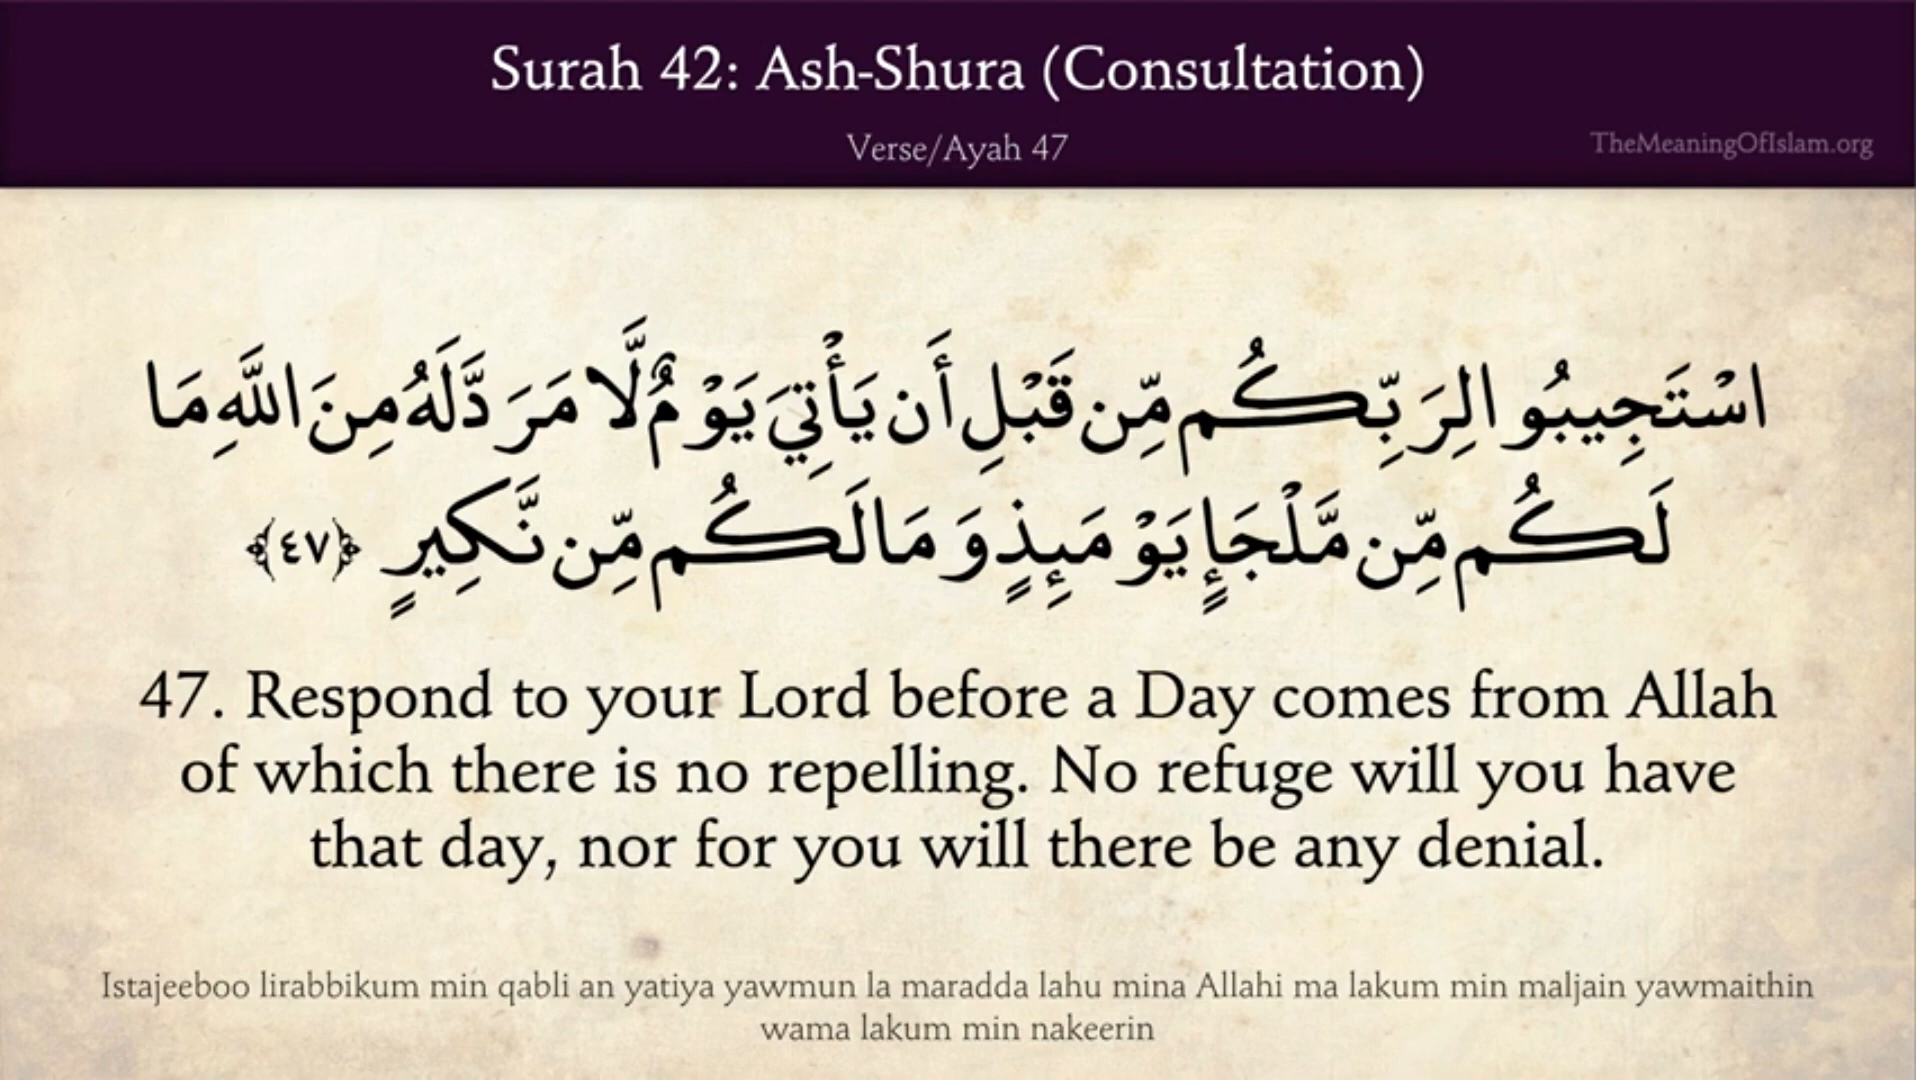 Surah 42: Ash-Shura (Consultation)
Verse/Ayah 47
TheMeaningOfIslam.org
اسْتَجِيبُوا لِرَبِّكُم مِّن قَبْلِ أَن يَأْتِيَ يَوْمٌ لَّا مَرَدَّ لَهُ مِنَ اللَّهِ مَا
لَكُم مِّن مَّلْجَإٍ يَوْمَئِذٍ وَمَا لَكُم مِّن نَّكِيرٍ ﴿٤٧﴾
47. Respond to your Lord before a Day comes from Allah
of which there is no repelling. No refuge will you have
that day, nor for you will there be any denial.
Istajeeboo lirabbikum min qabli an yatiya yawmun la maradda lahu mina Allahi ma lakum min maljain yawmaithin
wama lakum min nakeerin